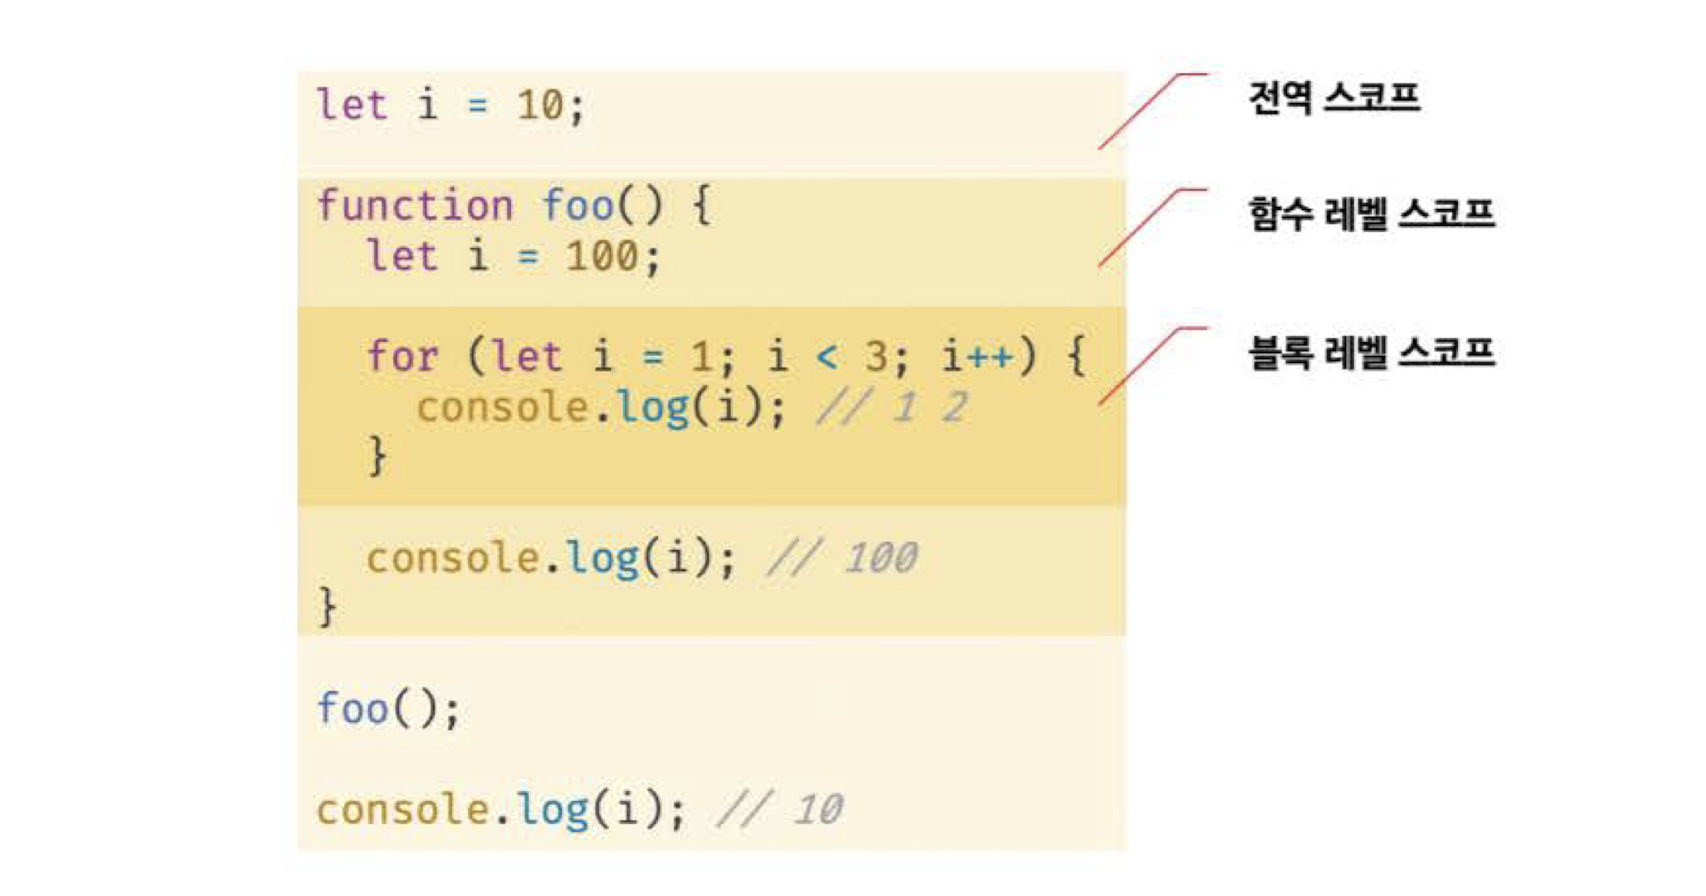 let i = 10;
전역 스코프
function foo() {
함수 레벨 스코프
let i = 100;
for (let i = 1; i < 3; i++) {
블록 레벨 스코프
console.log(i); // 1 2
}
console.log(i); // 100
}
foo();
console.log(i); // 10